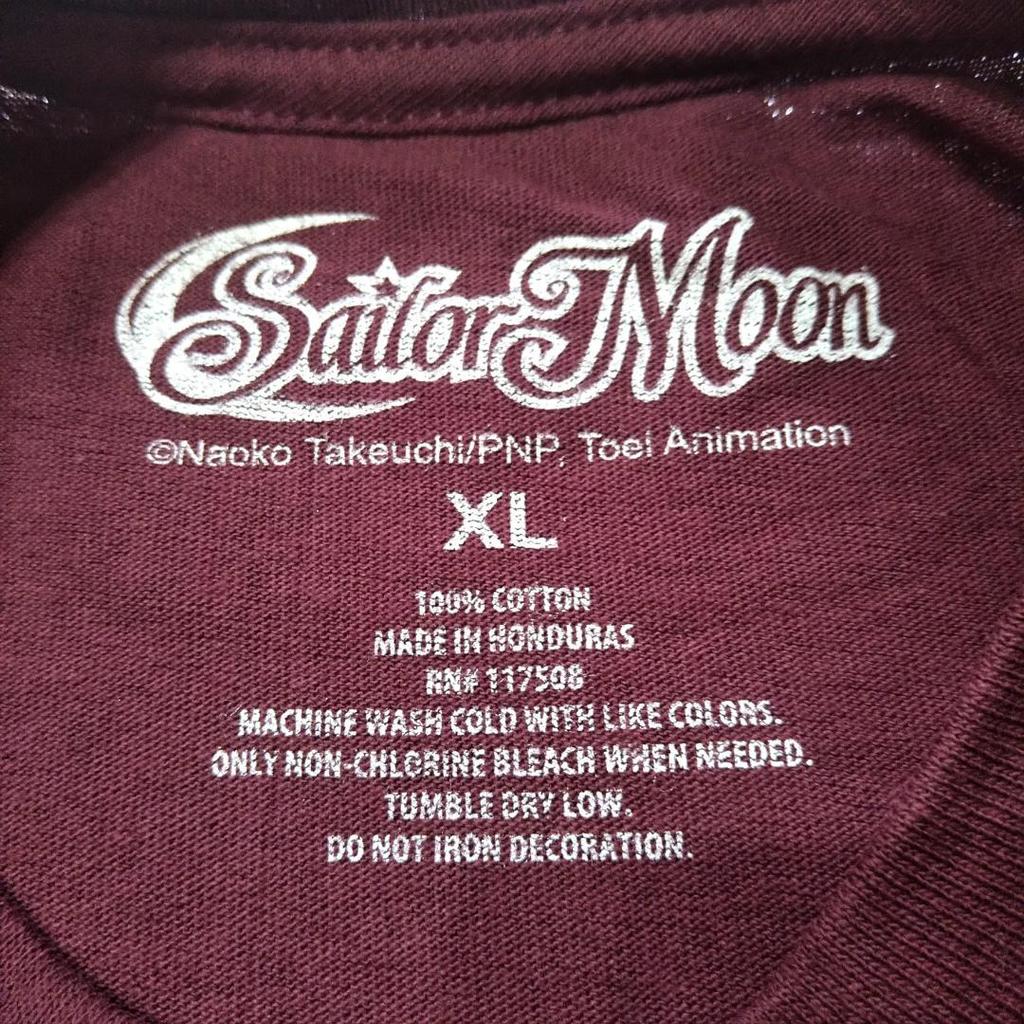 Sailor Moon
©Naoko Takeuchi/PNP, Toei Animation
XL
100% COTTON
MADE IN HONDURAS
RN# 117508
MACHINE WASH COLD WITH LIKE COLORS.
ONLY NON-CHLORINE BLEACH WHEN NEEDED.
TUMBLE DRY LOW.
DO NOT IRON DECORATION.